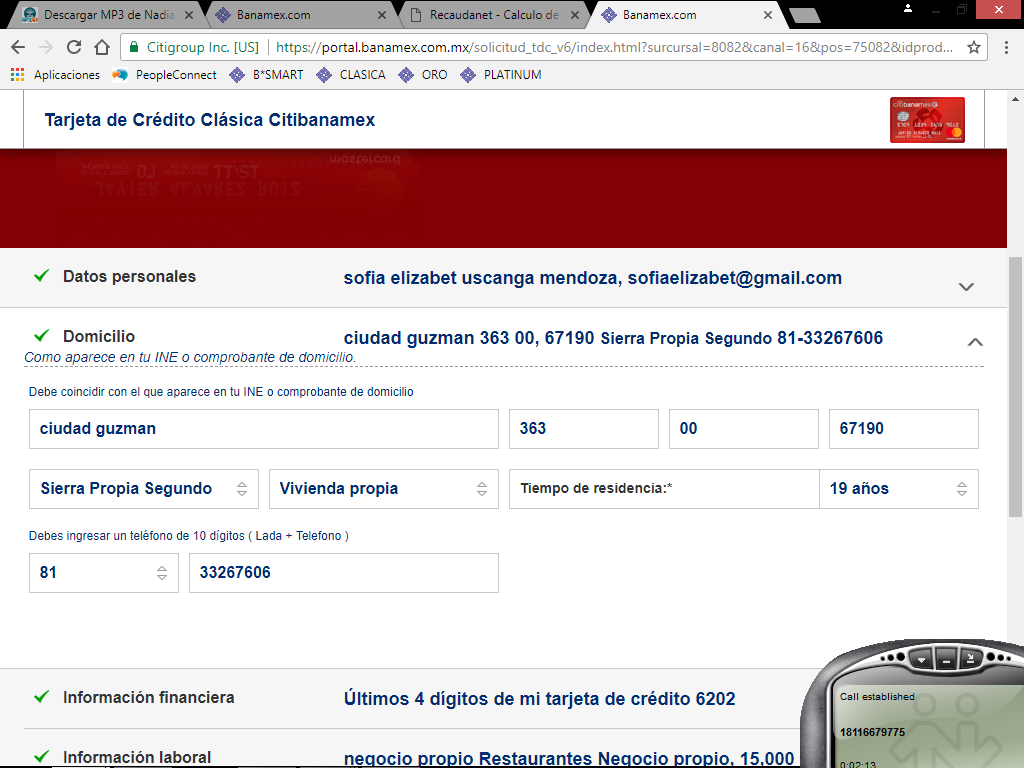 Descargar MP3 de Nadia
Banamex.com
Recaudanet - Calculo de
Banamex.com
Citigroup Inc. [US]
https://portal.banamex.com.mx/solicitud_tdc_v6/index.html?sursursal=8082&canal=16&pos=75082&idprod...
Aplicaciones
PeopleConnect
B*SMART
CLASICA
ORO
PLATINUM
Tarjeta de Crédito Clásica Citibanamex
citibanamex
mastercard
JAVIER ALVAREZ RUIZ
Datos personales
sofia elizabet uscanga mendoza, sofiaelizabet@gmail.com
Domicilio
ciudad guzman 363 00, 67190 Sierra Propia Segundo 81-33267606
Como aparece en tu INE o comprobante de domicilio.
Debe coincidir con el que aparece en tu INE o comprobante de domicilio
ciudad guzman
363
00
67190
Sierra Propia Segundo
Vivienda propia
Tiempo de residencia:*
19 años
Debes ingresar un teléfono de 10 dígitos ( Lada + Telefono )
81
33267606
Información financiera
Últimos 4 dígitos de mi tarjeta de crédito 6202
Información laboral
negocio propio Restaurantes Negocio propio, 15,000
Call established
18116679775
0:02:13